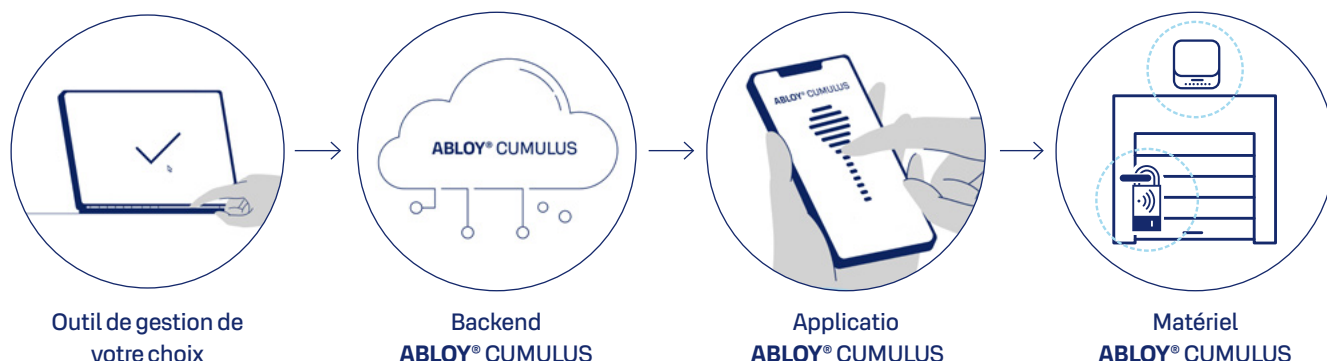 ABLOY® CUMULUS
ABLOY® CUMULUS
Outil de gestion de
votre choix
Backend
ABLOY® CUMULUS
Applicatio
ABLOY® CUMULUS
Matériel
ABLOY® CUMULUS